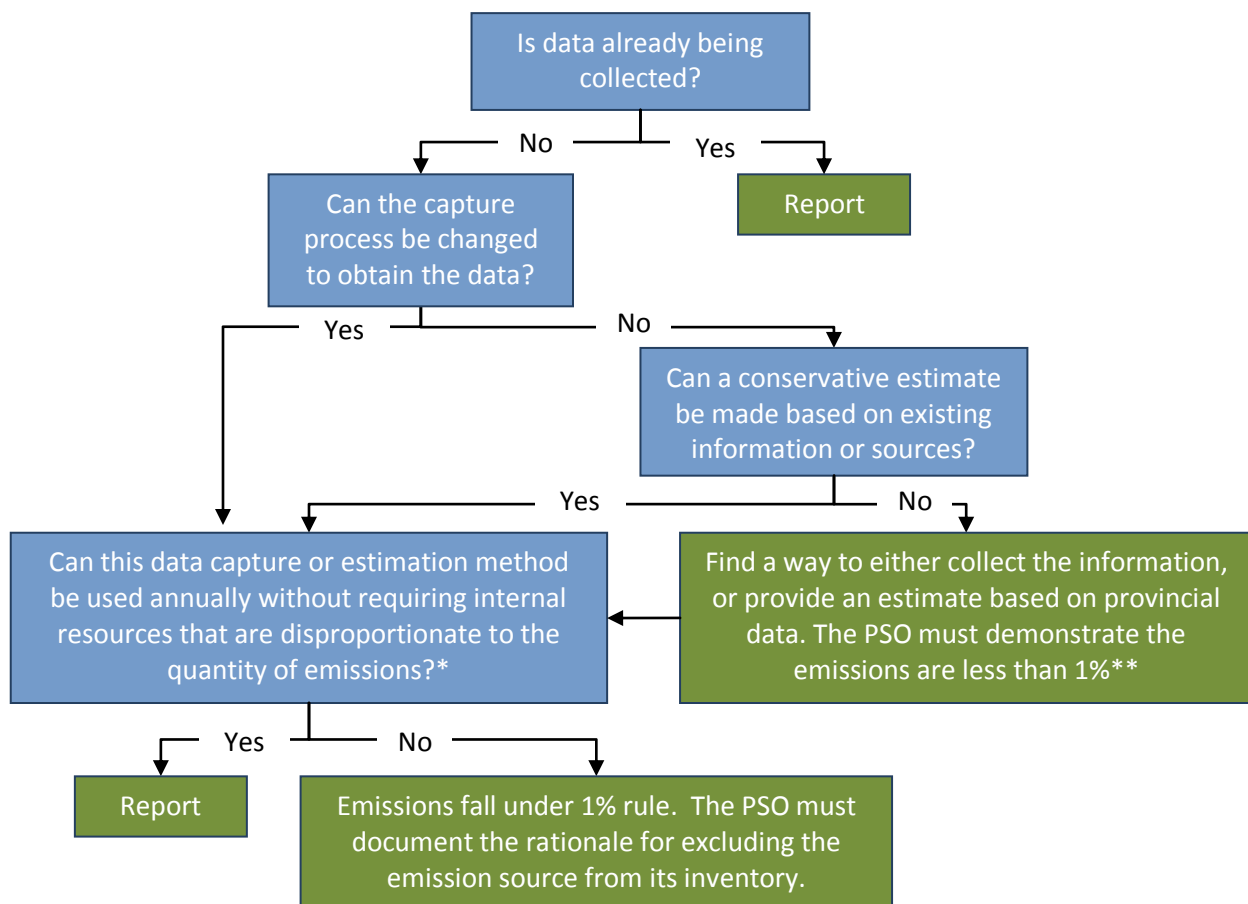 Is data already being
collected?
No
Yes
Can the capture
process be changed
to obtain the data?
Report
Yes
No
Can a conservative estimate
be made based on existing
information or sources?
Yes
No
Can this data capture or estimation method
be used annually without requiring internal
resources that are disproportionate to the
quantity of emissions?*
Find a way to either collect the information,
or provide an estimate based on provincial
data. The PSO must demonstrate the
emissions are less than 1%**
Yes
No
Report
Emissions fall under 1% rule.  The PSO must
document the rationale for excluding the
emission source from its inventory.